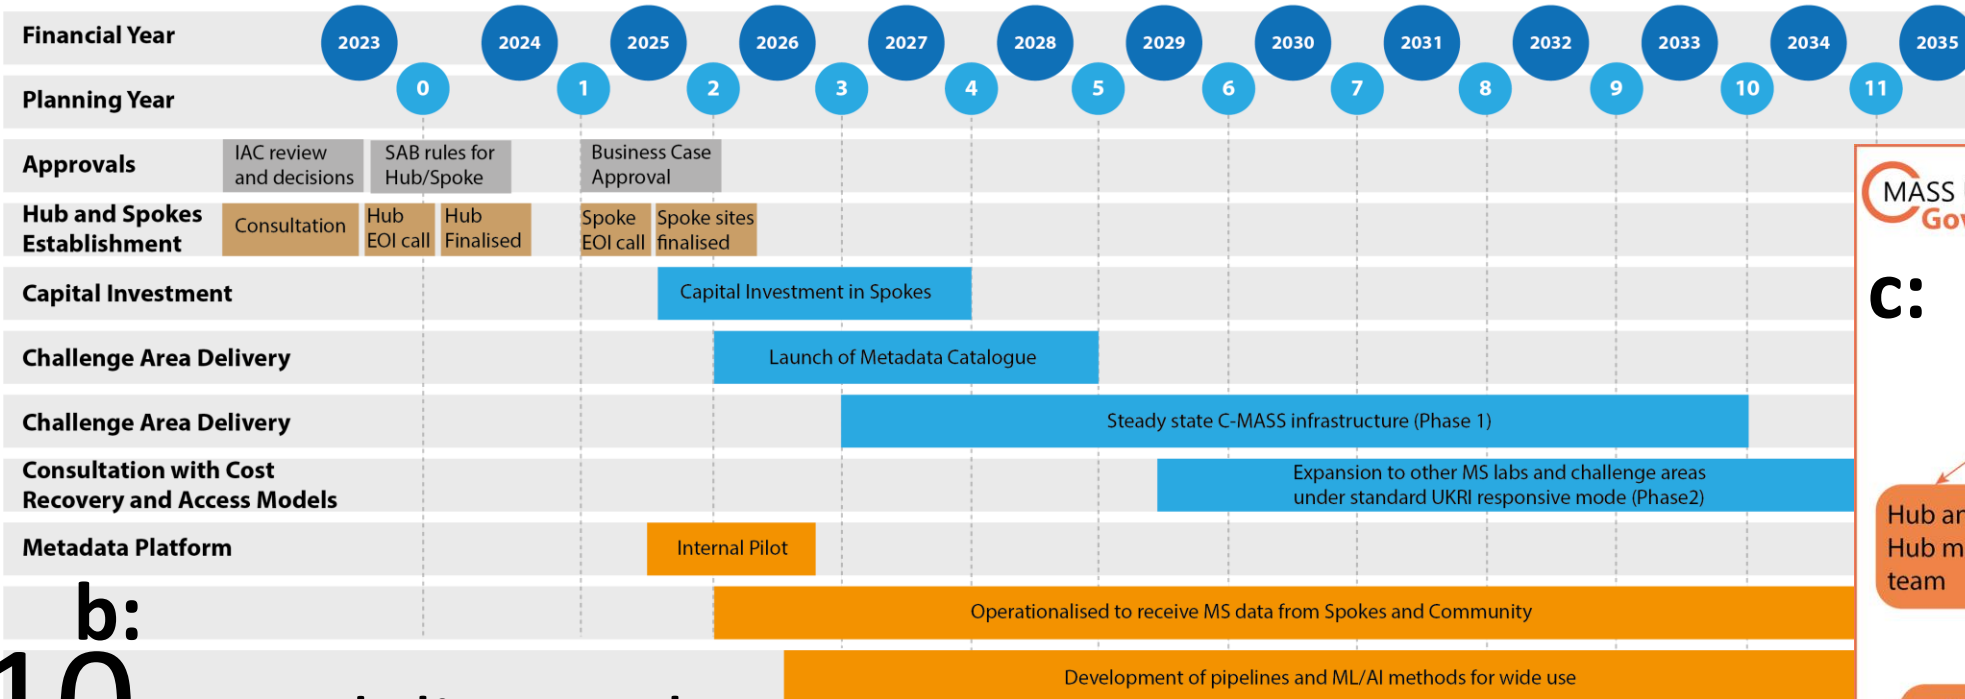 Financial Year
2023 2024 2025 2026 2027 2028 2029 2030 2031 2032 2033 2034 2035
Planning Year
0 1 2 3 4 5 6 7 8 9 10 11
Approvals
IAC review
and decisions
SAB rules for
Hub/Spoke
Business Case
Approval
Hub and Spokes
Establishment
Consultation
Hub
EOI call
Hub
Finalised
Spoke
EOI call
Spoke sites
finalised
Capital Investment
Capital Investment in Spokes
Challenge Area Delivery
Launch of Metadata Catalogue
Challenge Area Delivery
Steady state C-MASS infrastructure (Phase 1)
Consultation with Cost
Recovery and Access Models
Expansion to other MS labs and challenge areas
under standard UKRI responsive mode (Phase2)
Metadata Platform
Internal Pilot
Operationalised to receive MS data from Spokes and Community
Development of pipelines and ML/AI methods for wide use
b:
10
CMASS
c:
Hub
Hub
team